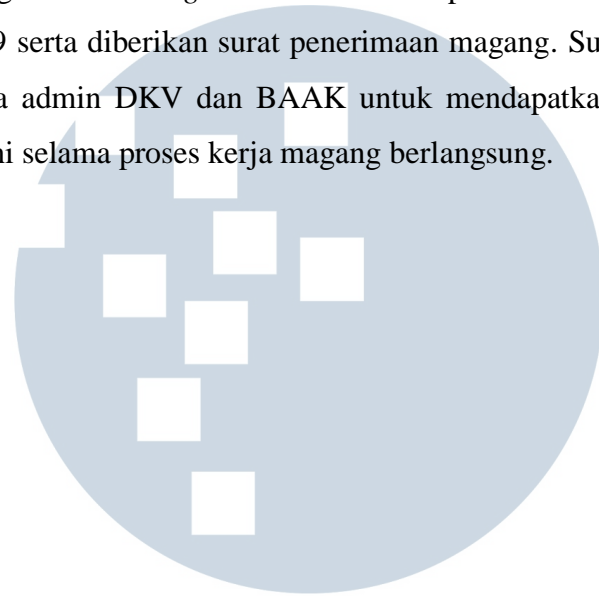 9 serta diberikan surat penerimaan magang. Su
a admin DKV dan BAAK untuk mendapatka
ni selama proses kerja magang berlangsung.